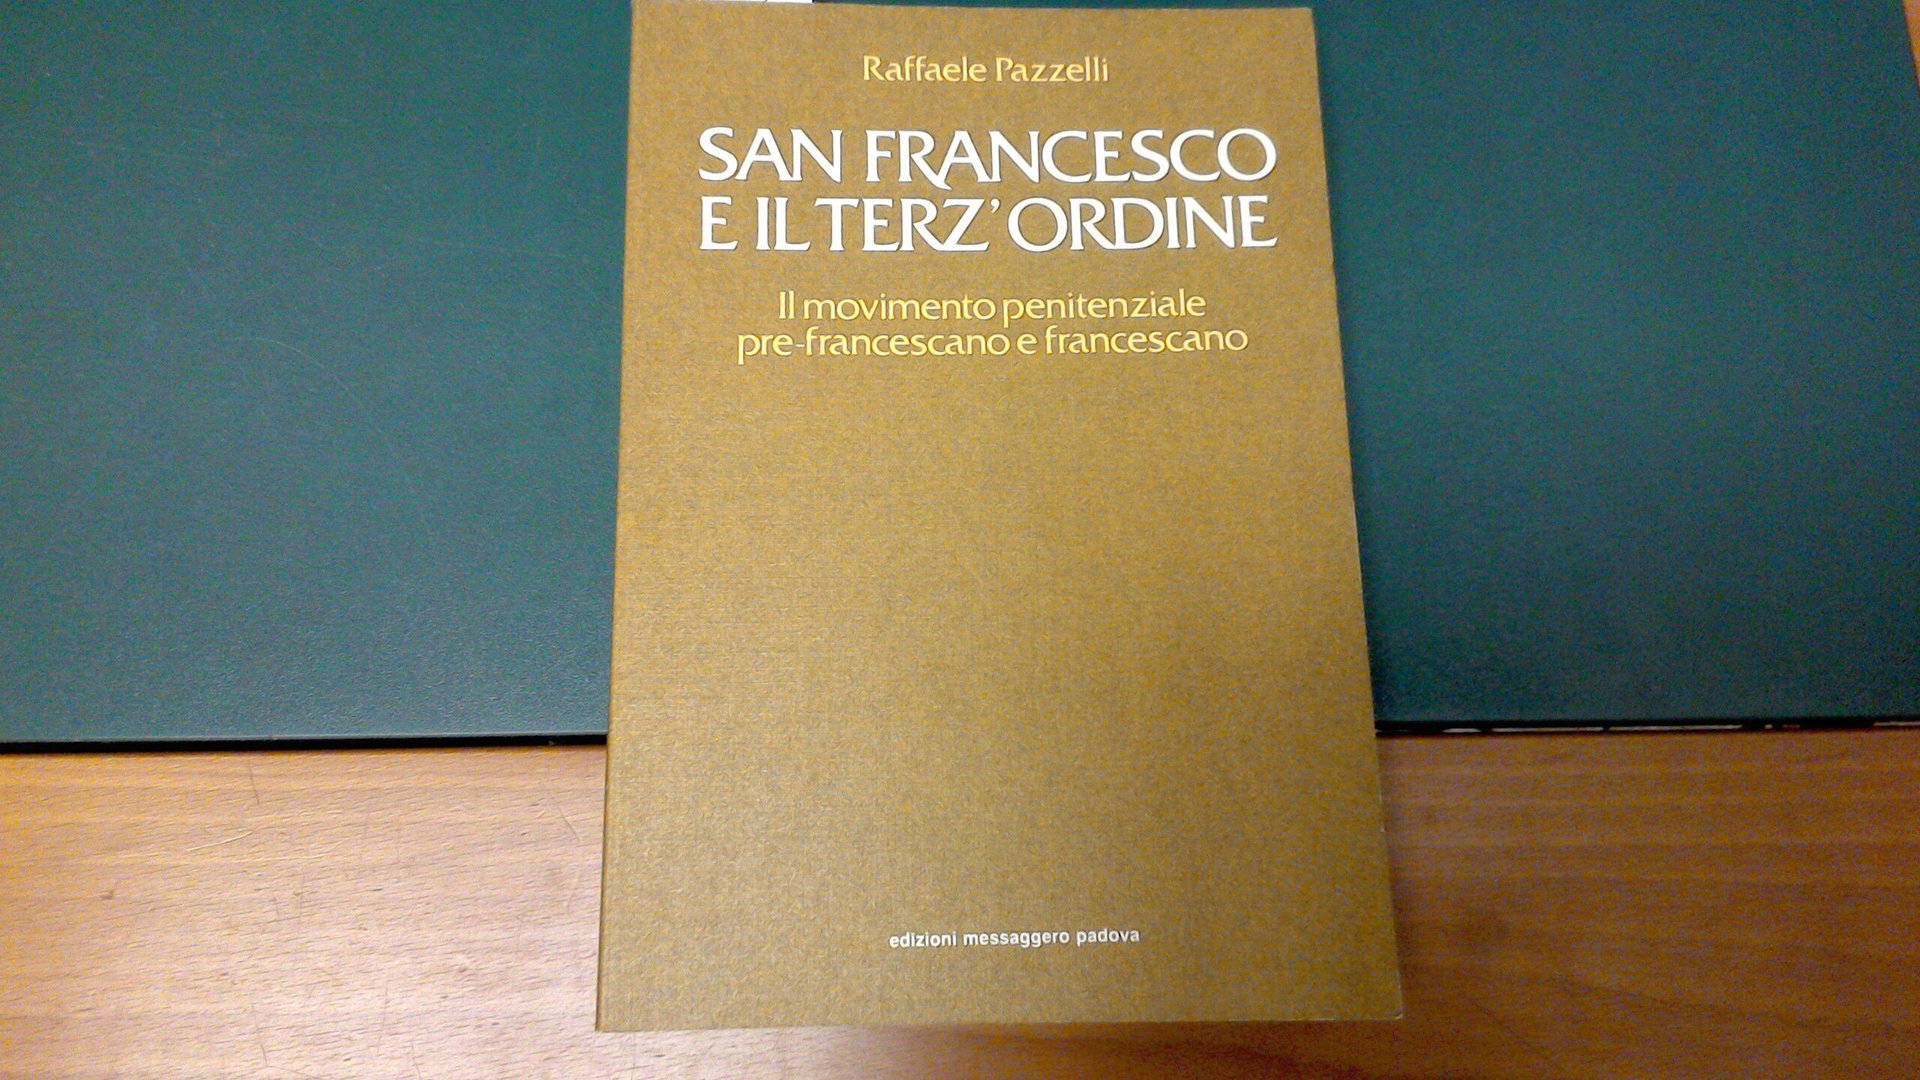 Raffaele Pazzelli
SAN FRANCESCO
E IL TERZ'ORDINE
Il movimento penitenziale
pre-francescano e francescano
edizioni messaggero padova